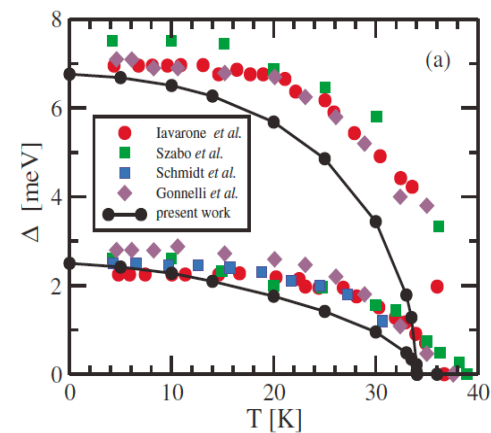 8
6
4
2
0
Δ [meV]
(a)
Iavarone et al.
Szabo et al.
Schmidt et al.
Gonnelli et al.
present work
0 10 20 30 40
T [K]